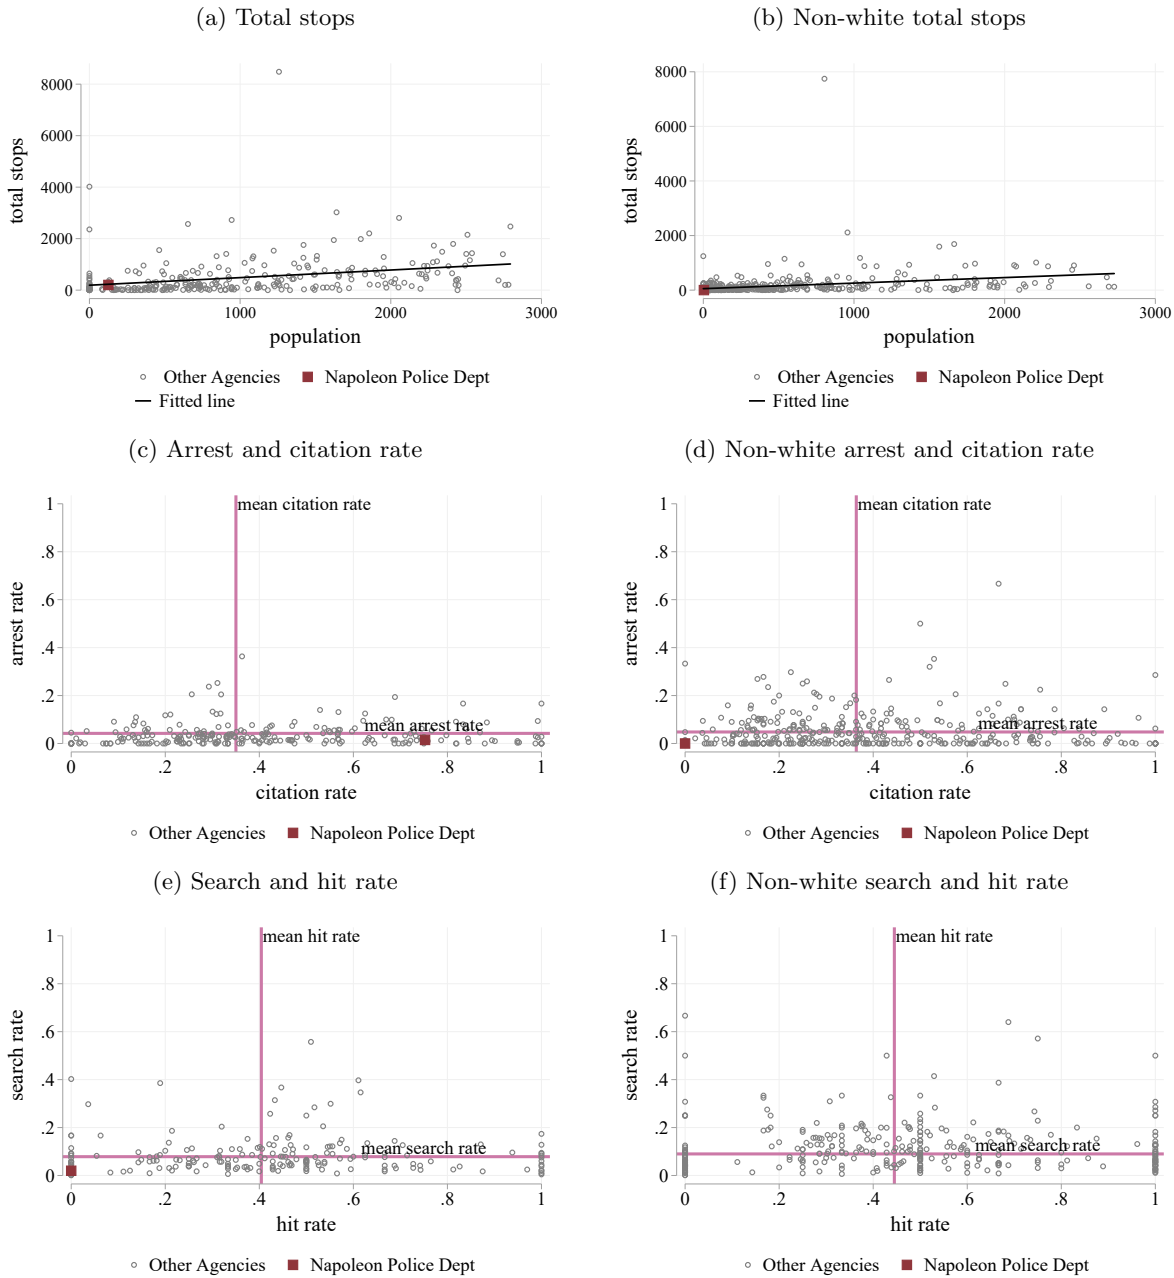 (a) Total stops
(b) Non-white total stops
8000
6000
4000
2000
0
total stops
0 1000 2000 3000
population
Other Agencies Napoleon Police Dept
Fitted line
8000
6000
4000
2000
0
total stops
0 1000 2000 3000
population
Other Agencies Napoleon Police Dept
Fitted line
(c) Arrest and citation rate
(d) Non-white arrest and citation rate
1
.8
.6
.4
.2
0
arrest rate
mean citation rate
mean arrest rate
0 .2 .4 .6 .8 1
citation rate
Other Agencies Napoleon Police Dept
1
.8
.6
.4
.2
0
arrest rate
mean citation rate
mean arrest rate
0 .2 .4 .6 .8 1
citation rate
Other Agencies Napoleon Police Dept
(e) Search and hit rate
(f) Non-white search and hit rate
1
.8
.6
.4
.2
0
search rate
mean hit rate
mean search rate
0 .2 .4 .6 .8 1
hit rate
Other Agencies Napoleon Police Dept
1
.8
.6
.4
.2
0
search rate
mean hit rate
mean search rate
0 .2 .4 .6 .8 1
hit rate
Other Agencies Napoleon Police Dept